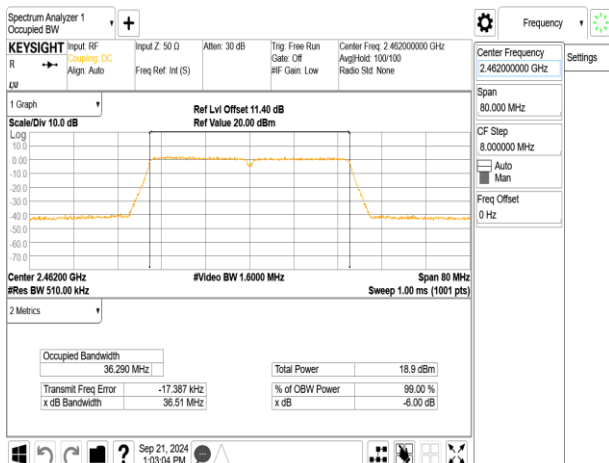 Spectrum Analyzer 1
Occupied BW
Frequency
KEYSIGHT
R
Input: RF
Coupling: DC
Align: Auto
Input Z: 50 Ω
Freq Ref: Int (S)
Atten: 30 dB
Trig: Free Run
Gate: Off
#IF Gain: Low
Center Freq: 2.462000000 GHz
Avg|Hold: 100/100
Radio Std: None
Center Frequency
2.462000000 GHz
Settings
Span
80.000 MHz
CF Step
8.000000 MHz
Auto
Man
Freq Offset
0 Hz
1 Graph
Scale/Div 10.0 dB
Ref Lvl Offset 11.40 dB
Ref Value 20.00 dBm
Log
10.0
0.00
-10.0
-20.0
-30.0
-40.0
-50.0
-60.0
-70.0
Center 2.46200 GHz
#Res BW 510.00 kHz
#Video BW 1.6000 MHz
Span 80 MHz
Sweep 1.00 ms (1001 pts)
2 Metrics
Occupied Bandwidth
36.290 MHz
Transmit Freq Error -17.387 kHz
x dB Bandwidth 36.51 MHz
Total Power 18.9 dBm
% of OBW Power 99.00 %
x dB -6.00 dB
?
Sep 21, 2024
1:03:04 PM